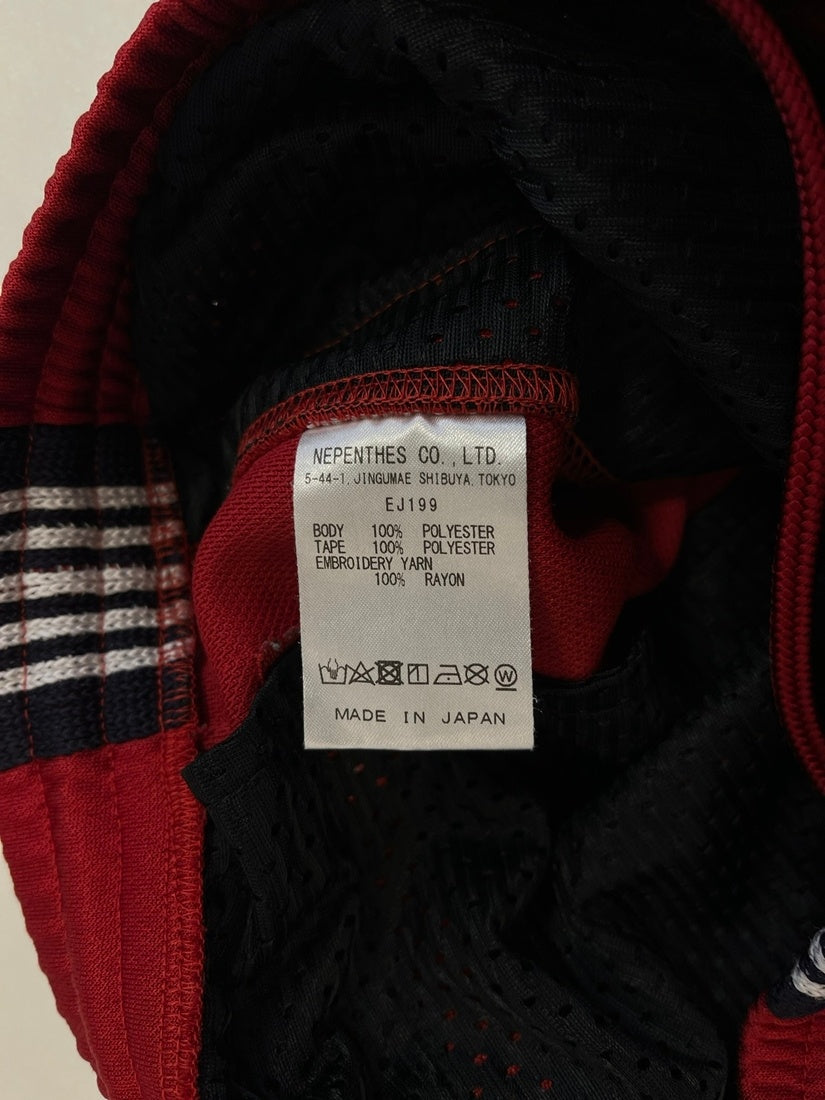 NEPENTHES CO.,LTD.
5-44-1, JINGUMAE SHIBUYA, TOKYO
EJ199
BODY 100% POLYESTER
TAPE 100% POLYESTER
EMBROIDERY YARN
100% RAYON
W
MADE IN JAPAN